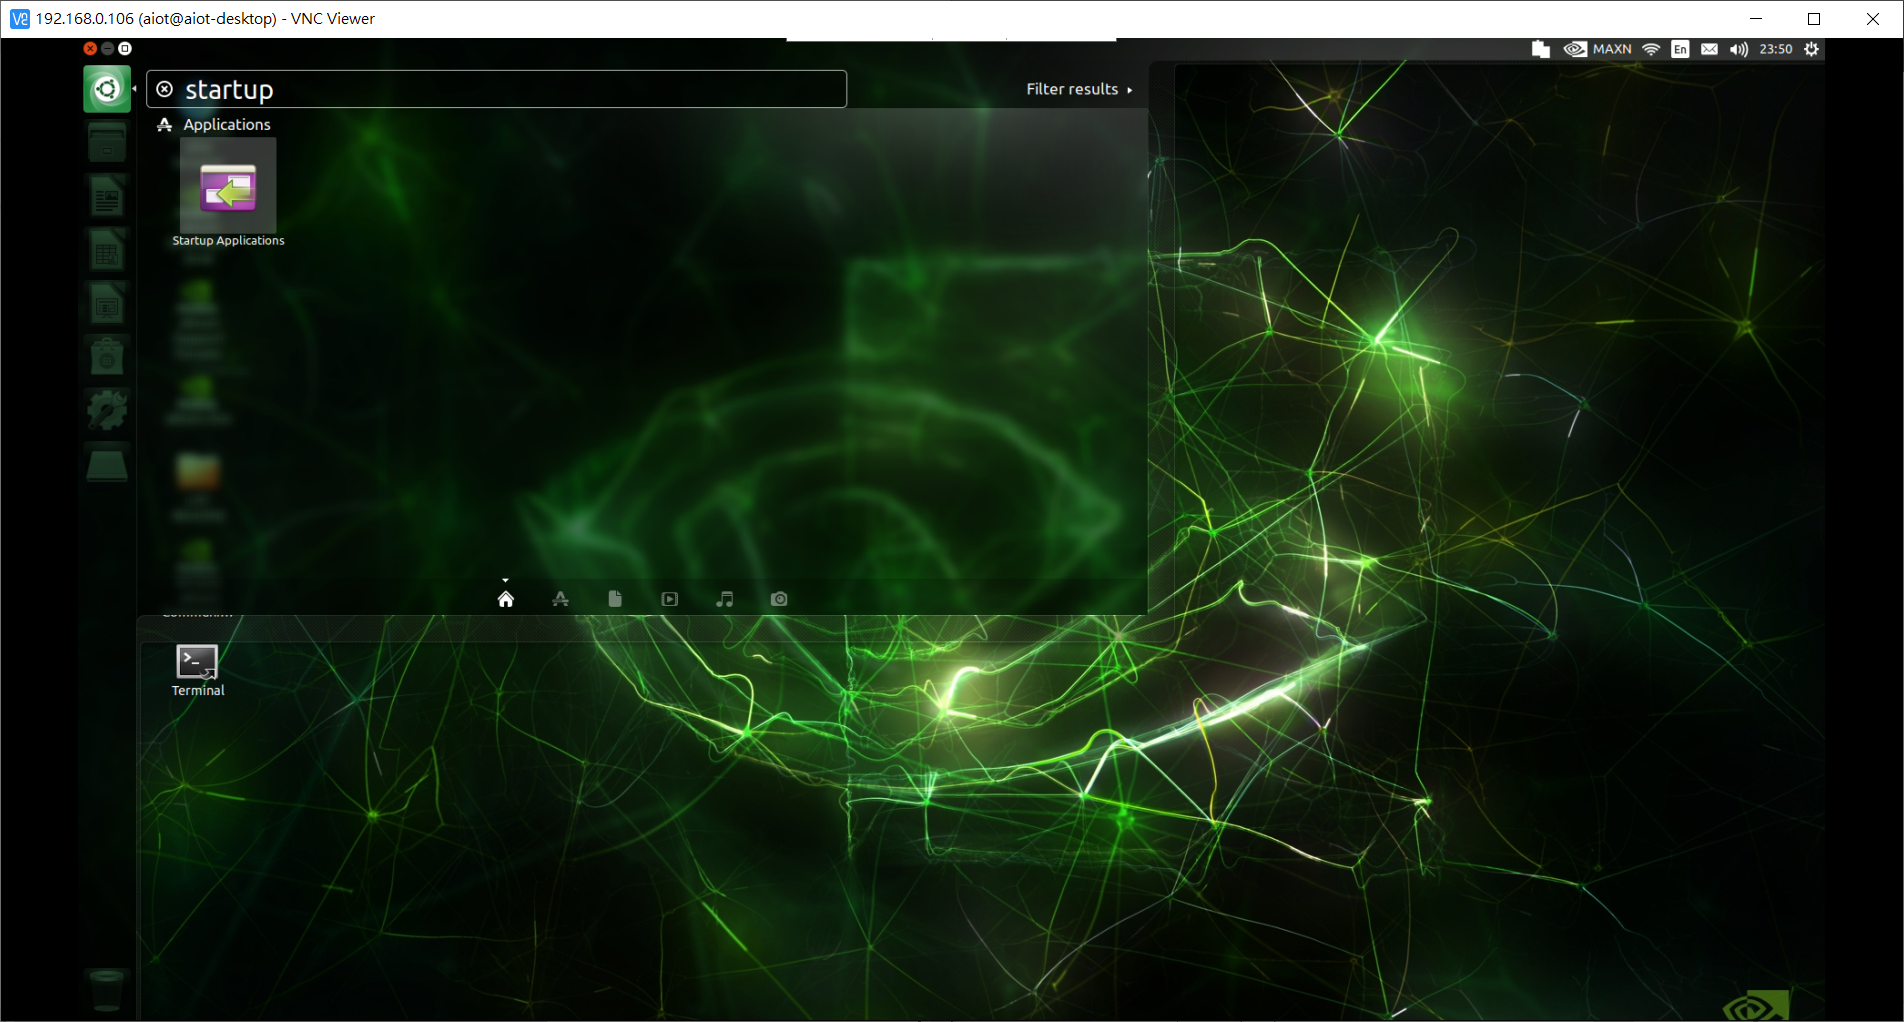 192.168.0.106 (aiot@aiot-desktop) - VNC Viewer
MAXN En 23:50
startup
Filter results
Applications
Startup Applications
Terminal